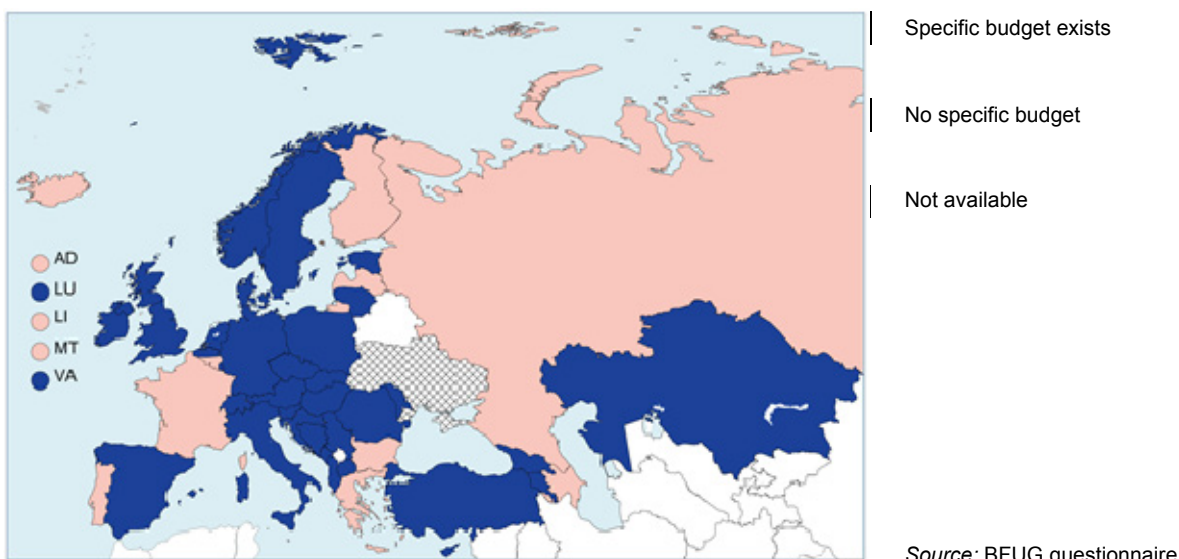 Specific budget exists
No specific budget
Not available
AD
LU
LI
MT
VA
Source: BFUG questionnaire